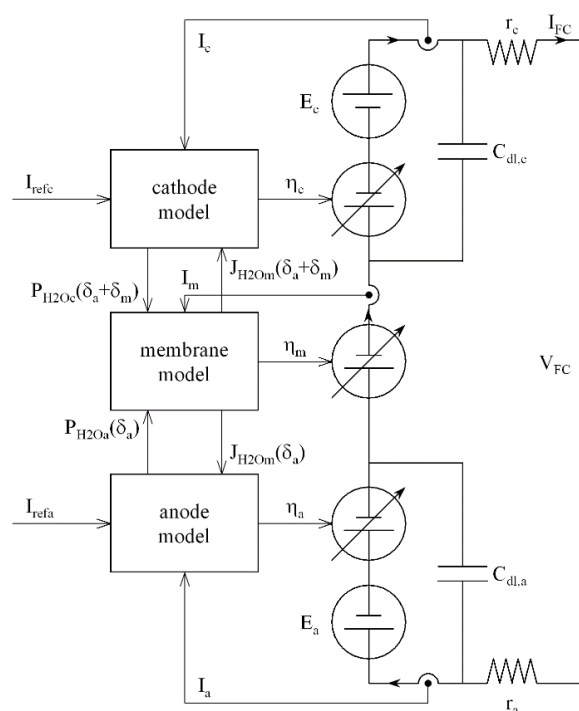 I_c
r_c
I_FC
E_c
C_dl,c
I_refc
cathode
model
η_c
P_H2Oc(δ_a+δ_m)
I_m
J_H2Om(δ_a+δ_m)
membrane
model
η_m
V_FC
P_H2Oa(δ_a)
J_H2Om(δ_a)
I_refa
anode
model
η_a
C_dl,a
E_a
I_a
r_a